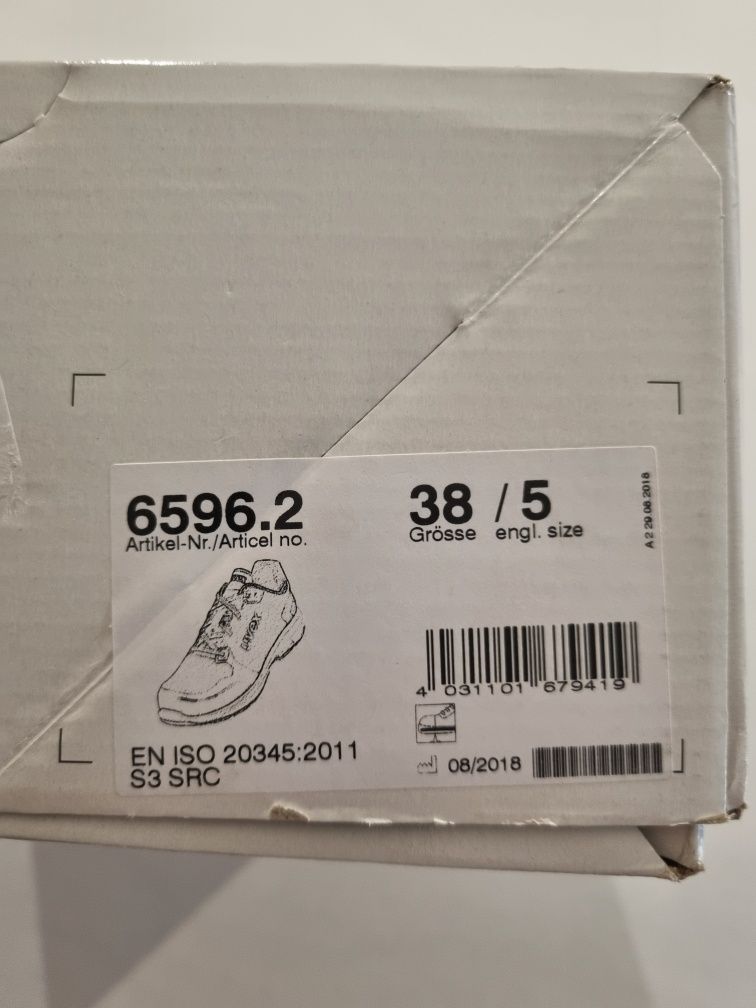 6596.2
Artikel-Nr./Articel no.
38 / 5
Grösse engl. size
A 2 29.08.2018
uvex
4 031101 679419
EN ISO 20345:2011
S3 SRC
08/2018